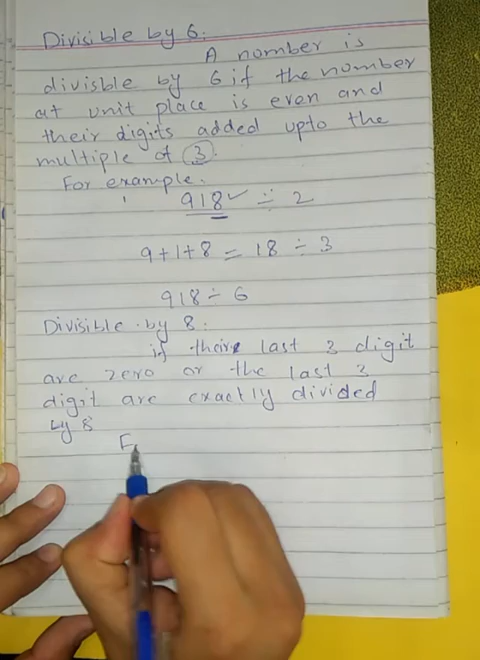 Divisible by 6:
A nomber is
divisble by 6 if the nomber
at unit place is even and
their digits added upto the
multiple of 3.
For example.
918 ✓ ÷ 2
9 + 1 + 8 = 18 ÷ 3
918 ÷ 6
Divisible by 8:
if their last 3 digit
are zero or the last 3
digit are exactly divided
by 8